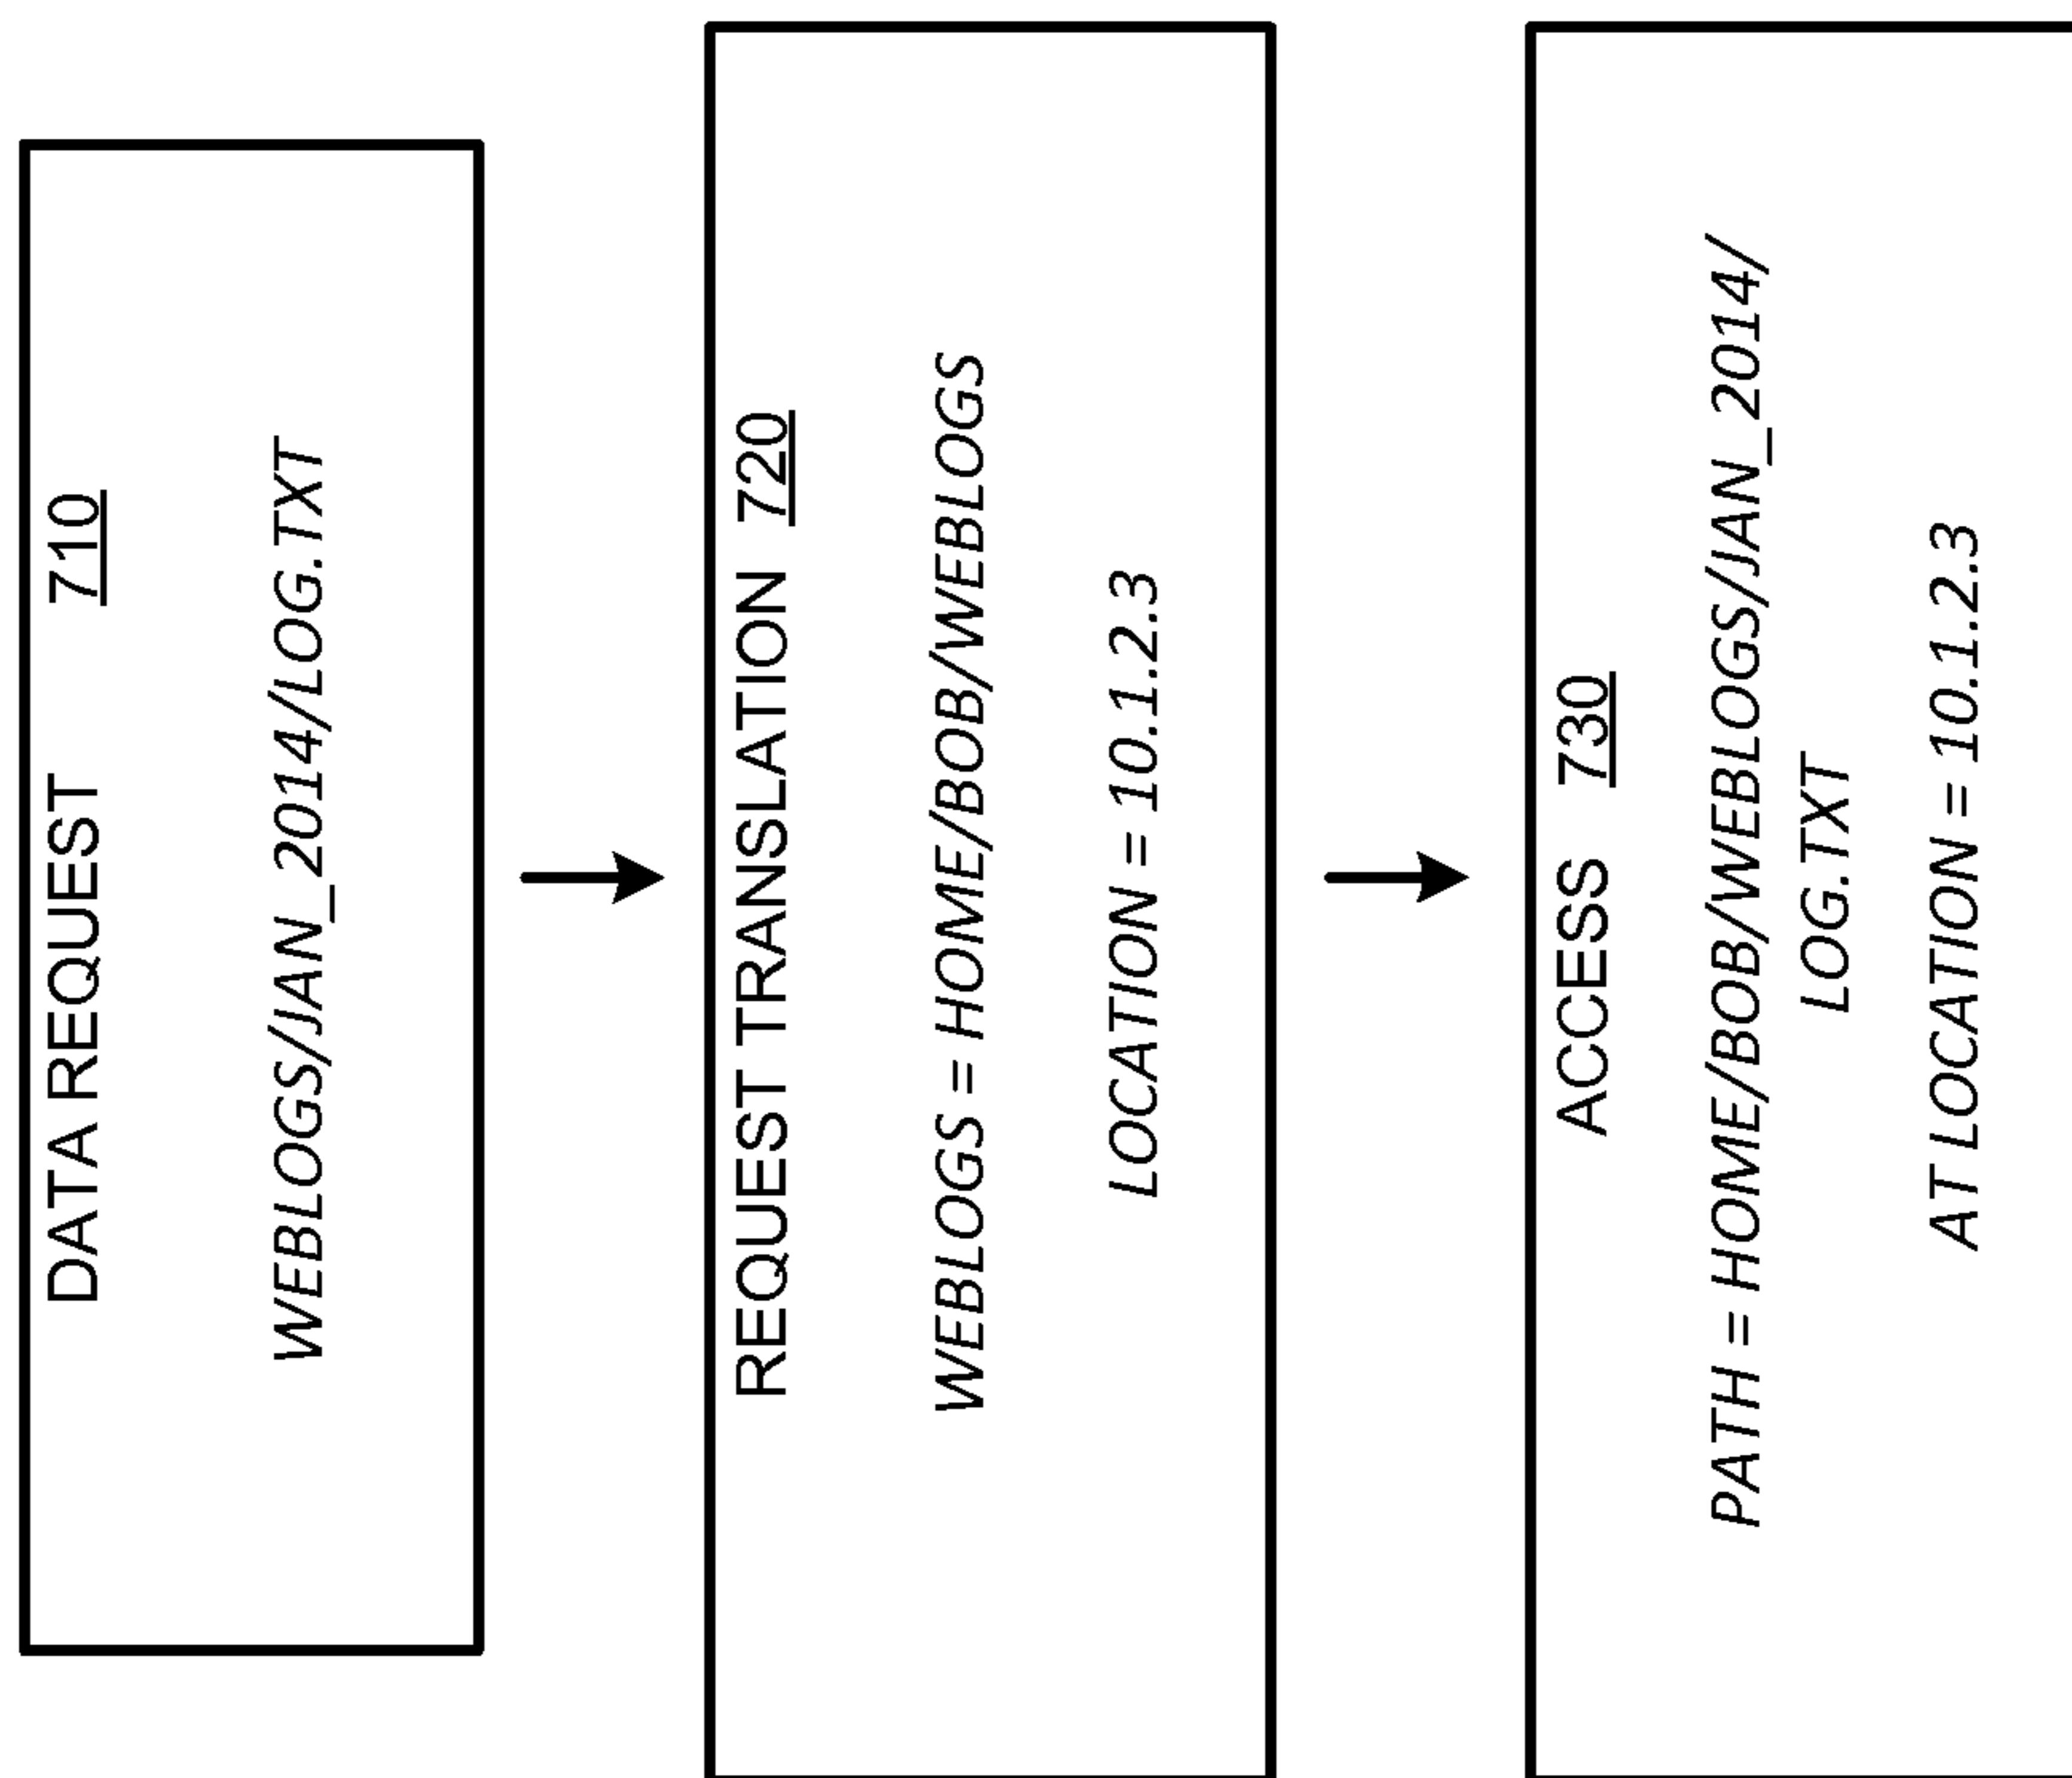 DATA REQUEST 710
WEBLOGS/JAN_2014/LOG.TXT
REQUEST TRANSLATION 720
WEBLOGS = HOME/BOB/WEBLOGS
LOCATION = 10.1.2.3
ACCESS 730
PATH = HOME/BOB/WEBLOGS/JAN_2014/
LOG.TXT
AT LOCATION = 10.1.2.3